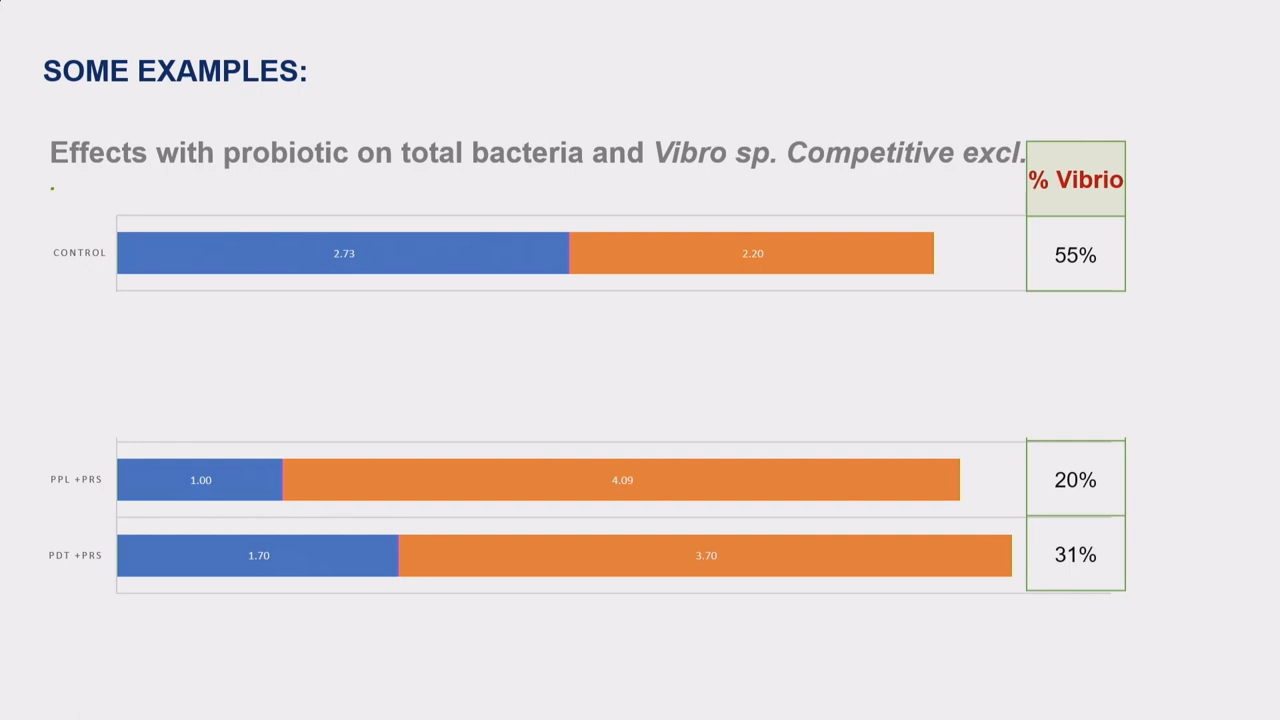 SOME EXAMPLES:
Effects with probiotic on total bacteria and Vibro sp. Competitive excl.
.
% Vibrio
CONTROL 2.73 2.20 55%
PPL +PRS 1.00 4.09 20%
PDT +PRS 1.70 3.70 31%